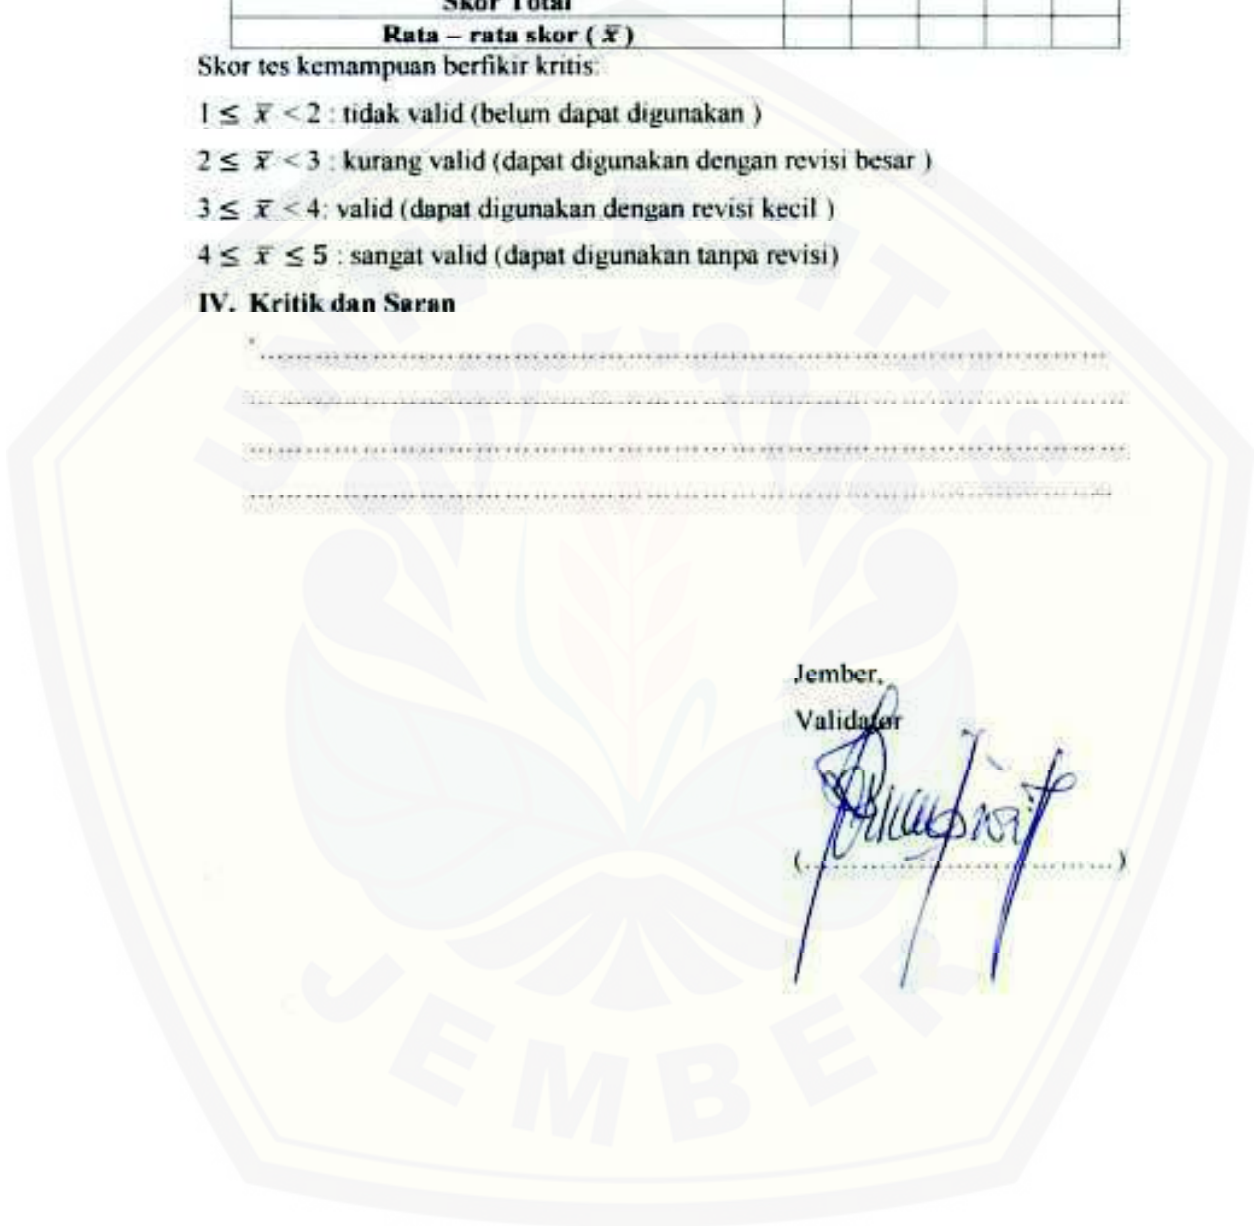 Skor Total
Rata – rata skor ( x̅ )
Skor tes kemampuan berfikir kritis:
1 ≤ x̅ < 2 : tidak valid (belum dapat digunakan )
2 ≤ x̅ < 3 : kurang valid (dapat digunakan dengan revisi besar )
3 ≤ x̅ < 4: valid (dapat digunakan dengan revisi kecil )
4 ≤ x̅ ≤ 5 : sangat valid (dapat digunakan tanpa revisi)
IV. Kritik dan Saran
Jember,
Validator
(........................................)
UNIVERSITAS
JEMBER